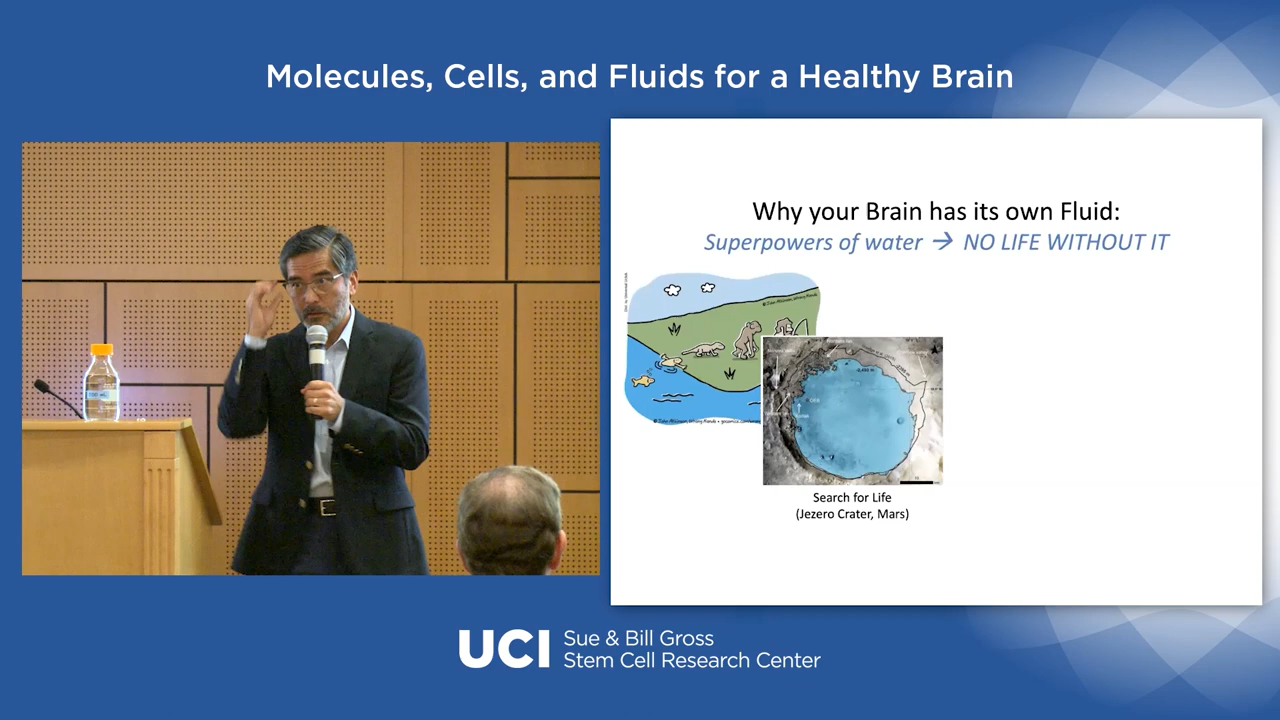 Molecules, Cells, and Fluids for a Healthy Brain
Why your Brain has its own Fluid:
Superpowers of water → NO LIFE WITHOUT IT
Search for Life
(Jezero Crater, Mars)
UCI
Sue & Bill Gross
Stem Cell Research Center